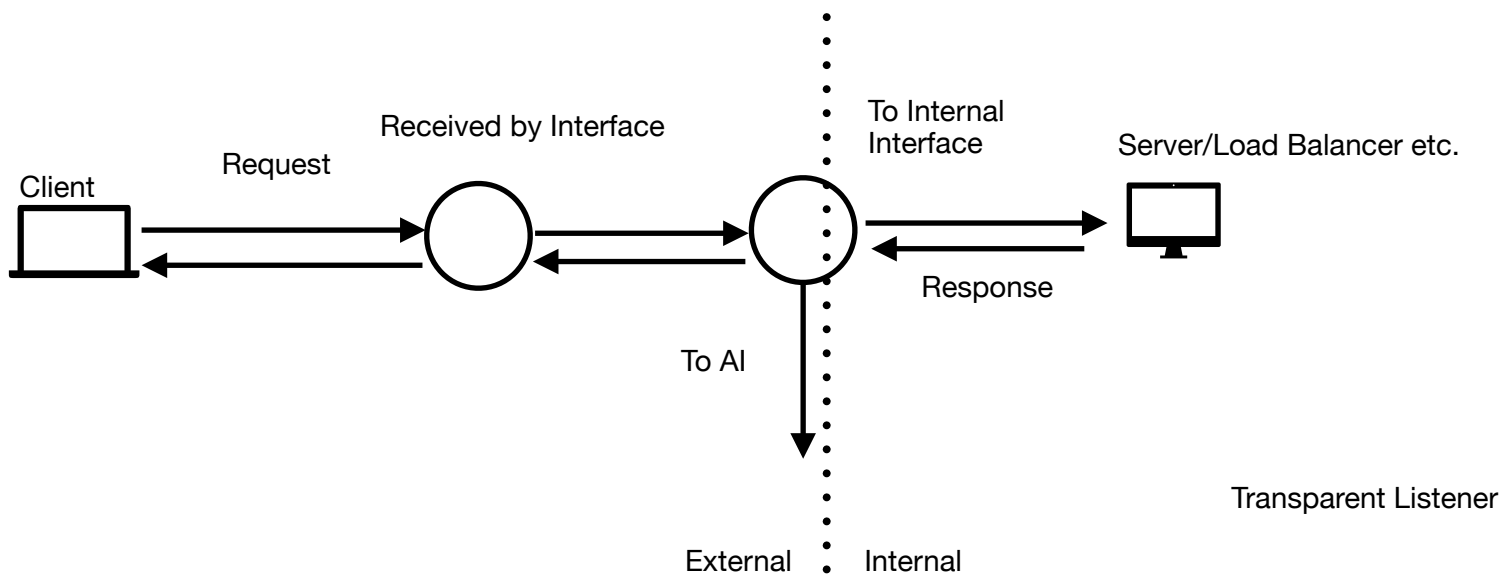 To Internal
Interface
Received by Interface
Server/Load Balancer etc.
Request
Client
Response
To AI
Transparent Listener
External
Internal